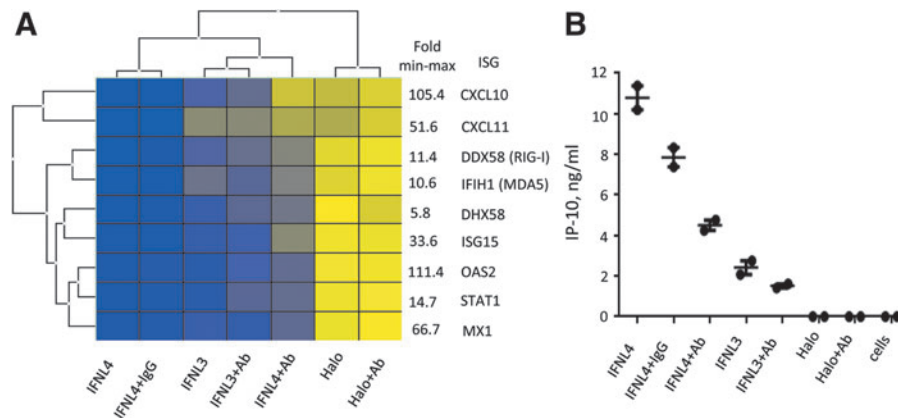 A
Fold
min-max
ISG
105.4 CXCL10
51.6 CXCL11
11.4 DDX58 (RIG-I)
10.6 IFIH1 (MDA5)
5.8 DHX58
33.6 ISG15
111.4 OAS2
14.7 STAT1
66.7 MX1
IFNL4
IFNL4+IgG
IFNL3
IFNL3+Ab
IFNL4+Ab
Halo
Halo+Ab
B
IP-10, ng/ml
12
10
8
6
4
2
0
IFNL4
IFNL4+IgG
IFNL4+Ab
IFNL3
IFNL3+Ab
Halo
Halo+Ab
cells